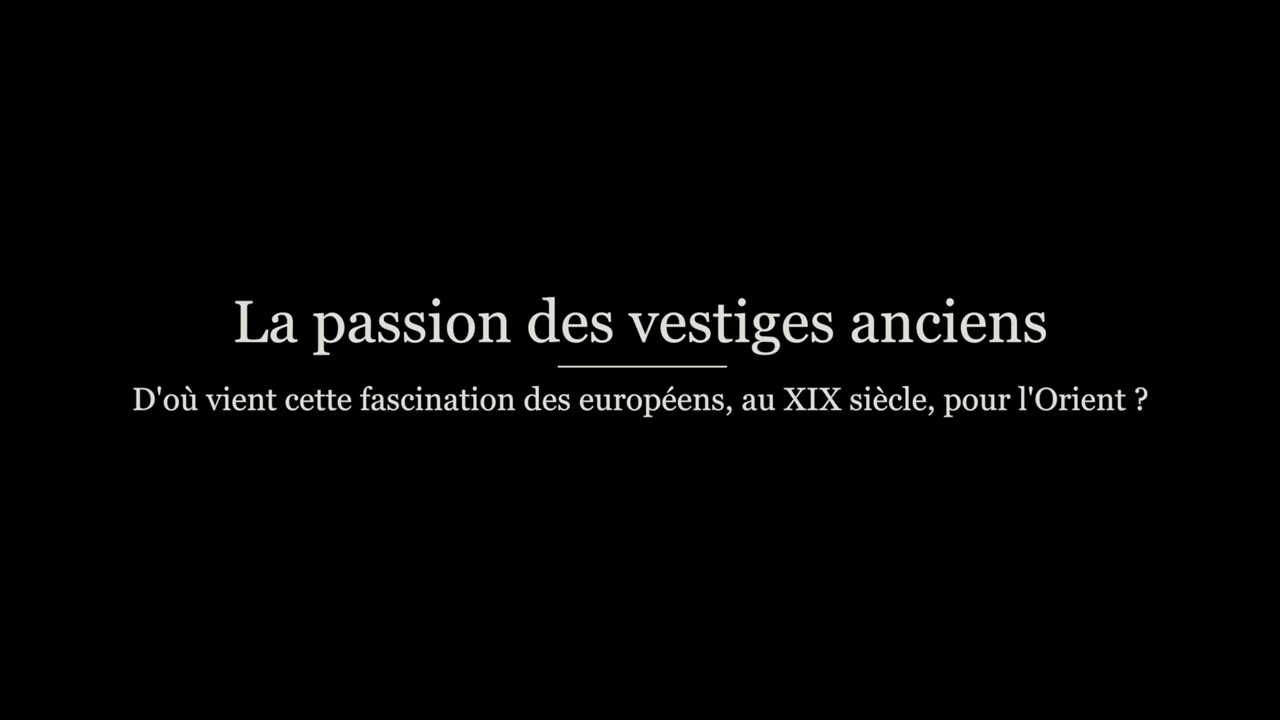 La passion des vestiges anciens
D'où vient cette fascination des européens, au XIX siècle, pour l'Orient ?